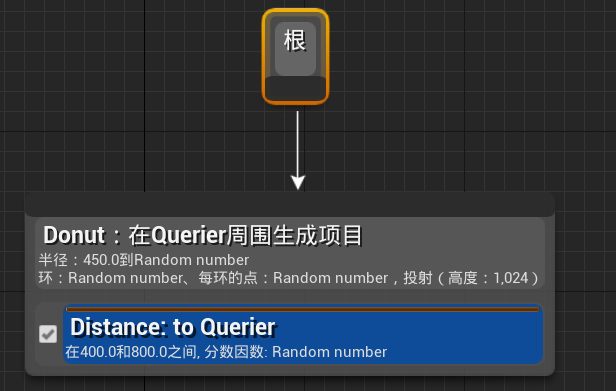 根
Donut：在Querier周围生成项目
半径：450.0到Random number
环：Random number、每环的点：Random number，投射（高度：1,024）
Distance: to Querier
在400.0和800.0之间, 分数因数: Random number